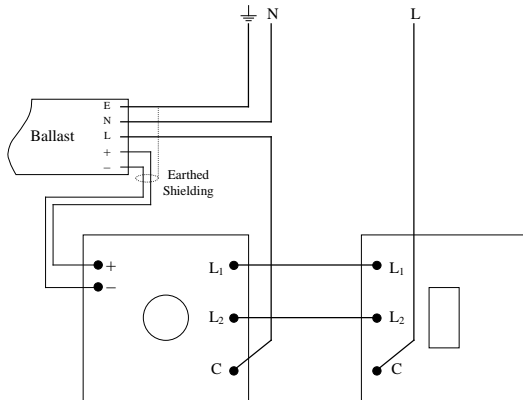 N L
E
N
Ballast
L
+
−
Earthed
Shielding
+ L₁ L₁
−
L₂ L₂
C C